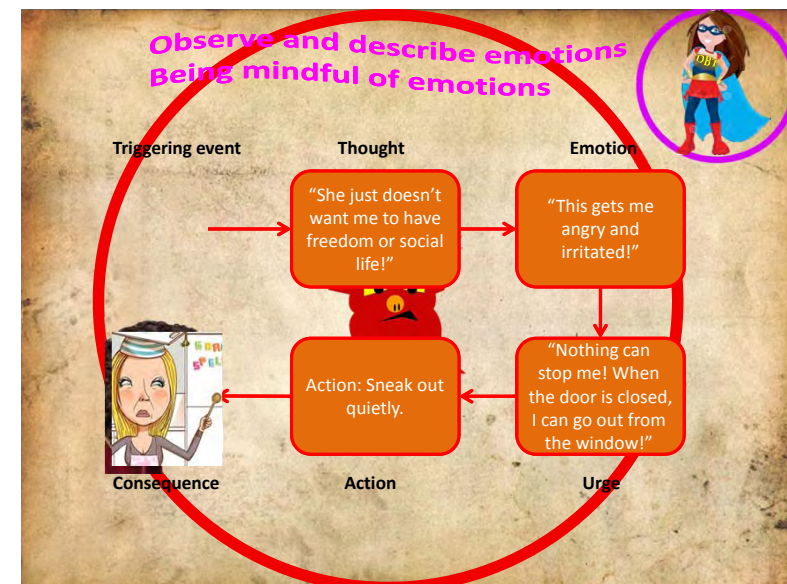 Observe and describe emotions
Being mindful of emotions
DBT
Triggering event
Thought
Emotion
“She just doesn’t
want me to have
freedom or social
life!”
“This gets me
angry and
irritated!”
“Nothing can
stop me! When
the door is closed,
I can go out from
the window!”
Action: Sneak out
quietly.
Consequence
Action
Urge